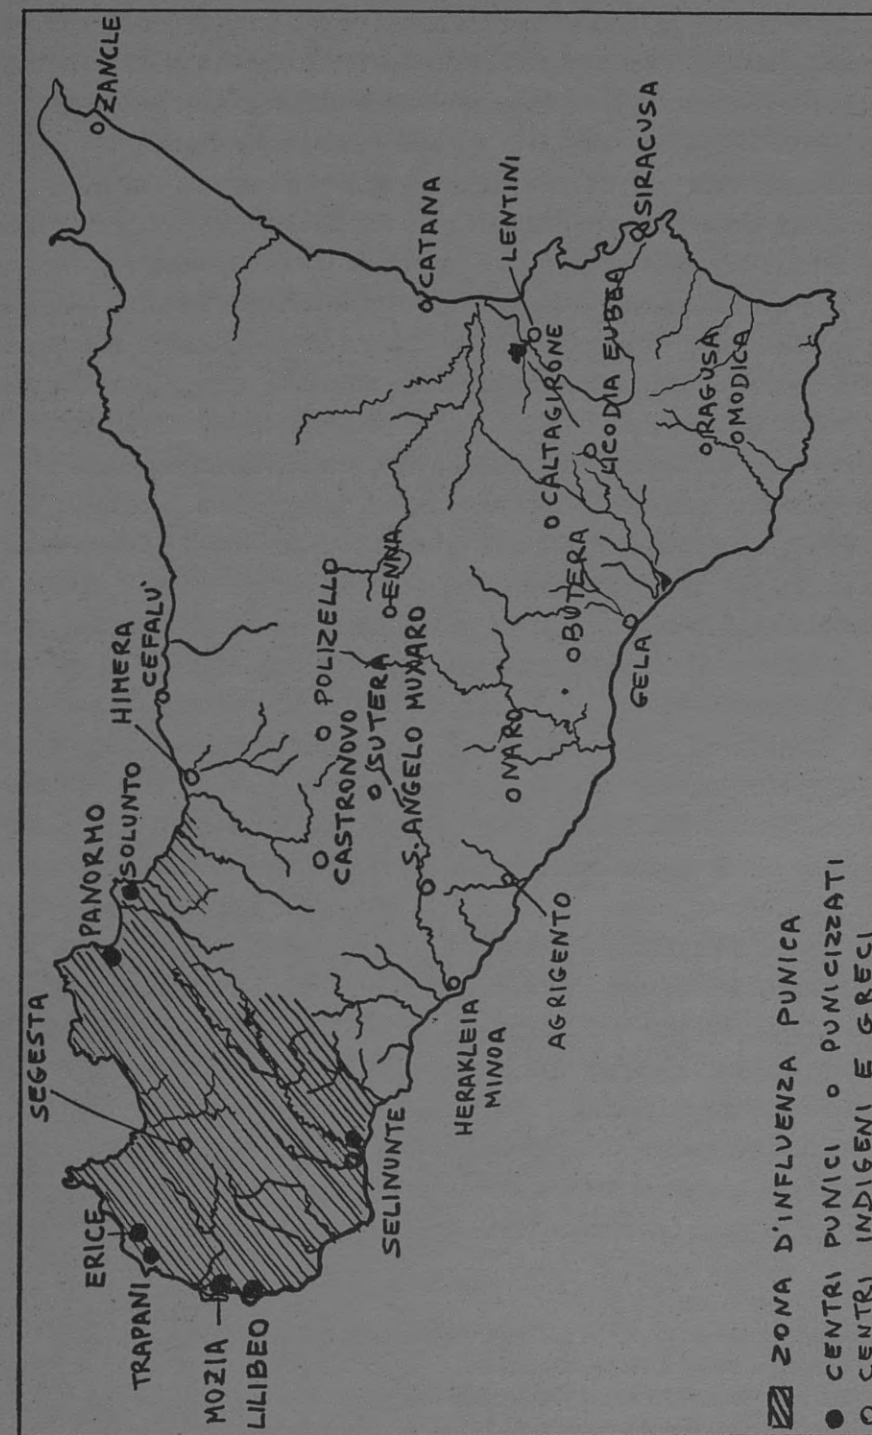 ZANCLE
HIMERA
CEFALU'
PANORMO
SOLUNTO
SEGESTA
ERICE
TRAPANI
MOZIA
LILIBEO
SELINUNTE
CATANA
LENTINI
SIRACUSA
CALTAGIRONE
LICODIA EUBEA
RAGUSA
MODICA
POLIZELLO
ENNA
CASTRONOVO
SUTERA
S. ANGELO MUXARO
BUTERA
NARO
GELA
HERAKLEIA
MINOA
AGRIGENTO
ZONA D'INFLUENZA PUNICA
CENTRI PUNICI O PUNICIZZATI
CENTRI INDIGENI E GRECI